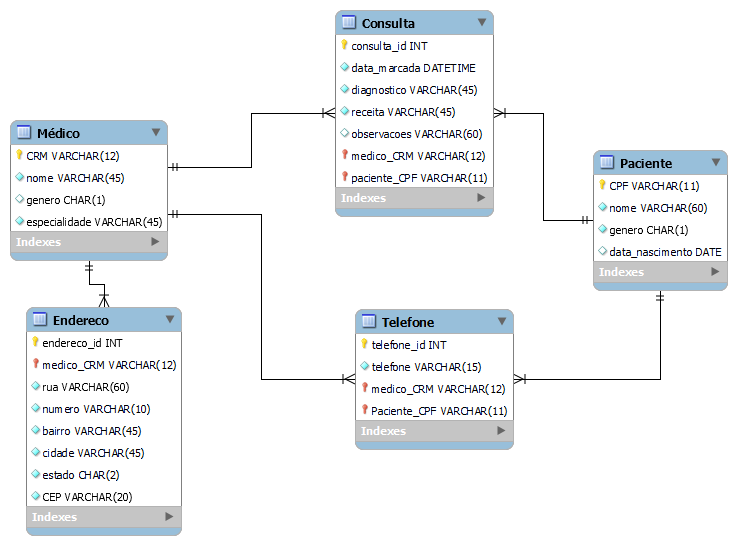 Consulta
consulta_id INT
data_marcada DATETIME
diagnostico VARCHAR(45)
receita VARCHAR(45)
observacoes VARCHAR(60)
medico_CRM VARCHAR(12)
paciente_CPF VARCHAR(11)
Indexes
Médico
CRM VARCHAR(12)
nome VARCHAR(45)
genero CHAR(1)
especialidade VARCHAR(45)
Indexes
Paciente
CPF VARCHAR(11)
nome VARCHAR(60)
genero CHAR(1)
data_nascimento DATE
Indexes
Endereco
endereco_id INT
medico_CRM VARCHAR(12)
rua VARCHAR(60)
numero VARCHAR(10)
bairro VARCHAR(45)
cidade VARCHAR(45)
estado CHAR(2)
CEP VARCHAR(20)
Indexes
Telefone
telefone_id INT
telefone VARCHAR(15)
medico_CRM VARCHAR(12)
Paciente_CPF VARCHAR(11)
Indexes